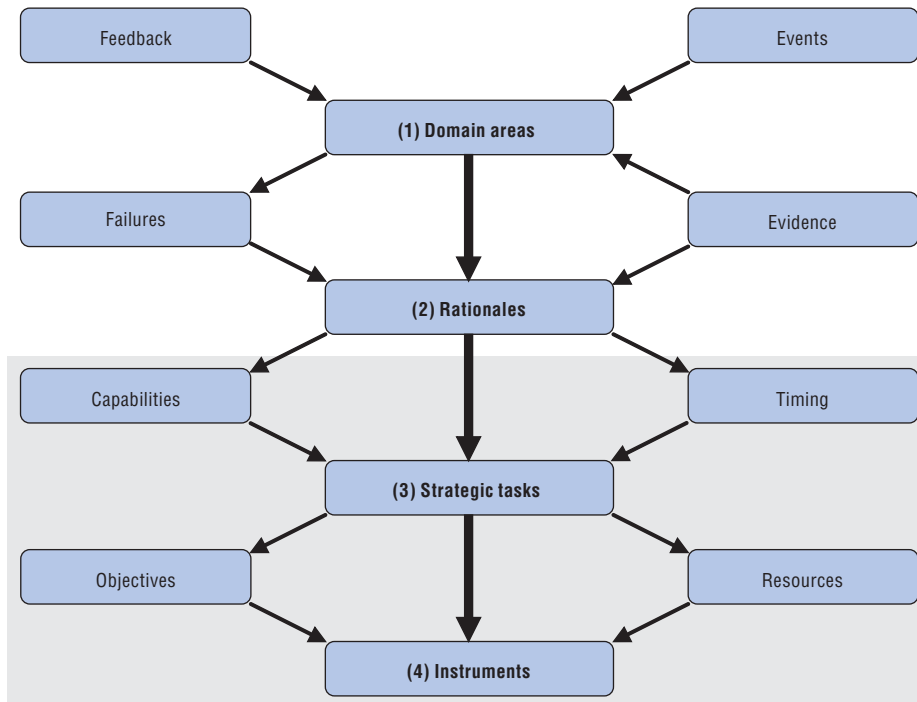 Feedback
Events
(1) Domain areas
Failures
Evidence
(2) Rationales
Capabilities
Timing
(3) Strategic tasks
Objectives
Resources
(4) Instruments